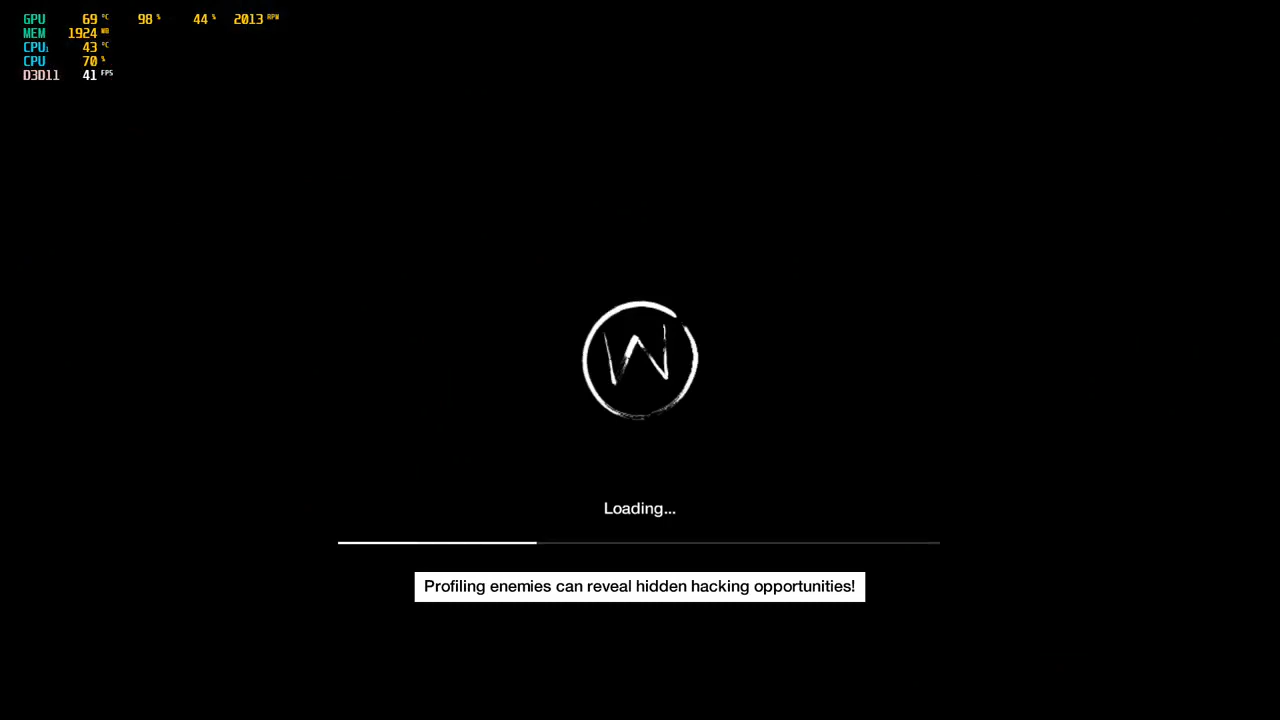 GPU 69 °C 98 % 44 % 2013 RPM
MEM 1924 MB
CPU1 43 °C
CPU 70 %
D3D11 41 FPS
W
Loading...
Profiling enemies can reveal hidden hacking opportunities!